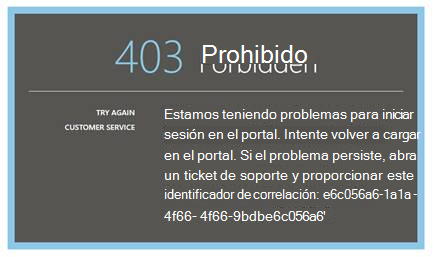 403 Prohibido
Forbidden
TRY AGAIN
CUSTOMER SERVICE
Estamos teniendo problemas para iniciar
sesión en el portal. Intente volver a cargar
en el portal. Si el problema persiste, abra
un ticket de soporte y proporcionar este
identificador de correlación: e6c056a6-1a1a -
4f66- 4f66-9bdbe6c056a6'